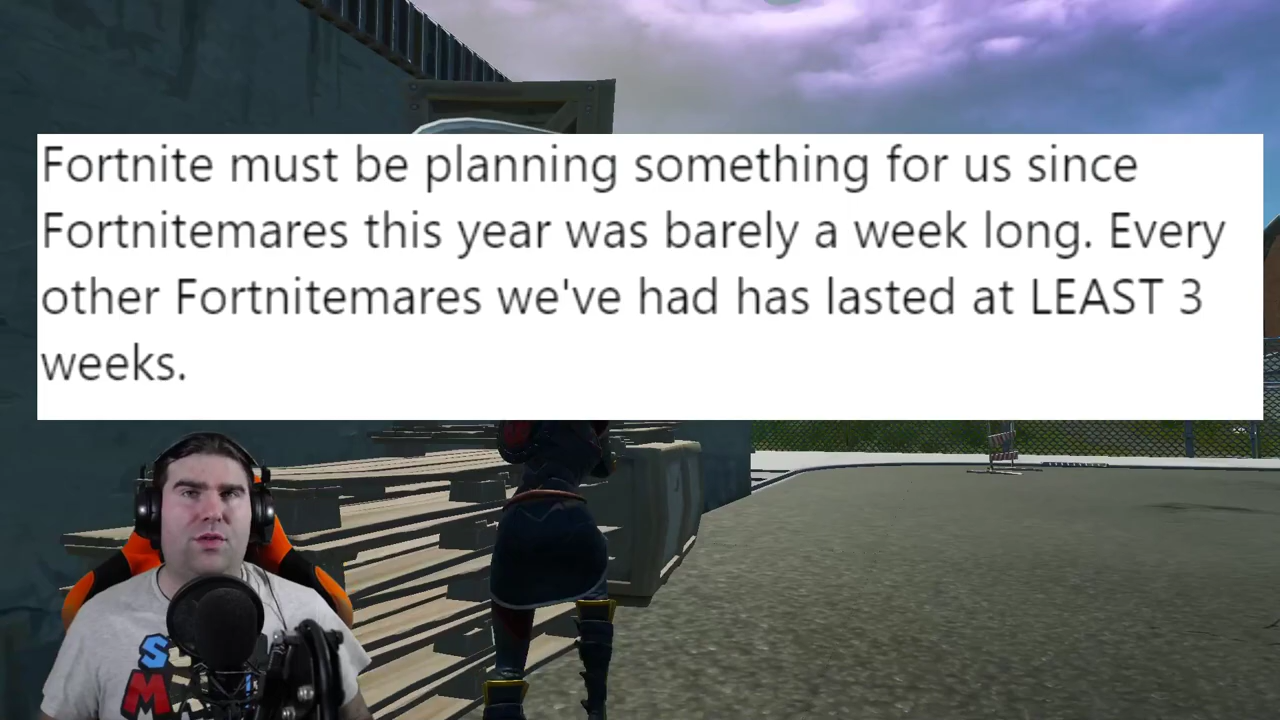 Fortnite must be planning something for us since
Fortnitemares this year was barely a week long. Every
other Fortnitemares we've had has lasted at LEAST 3
weeks.